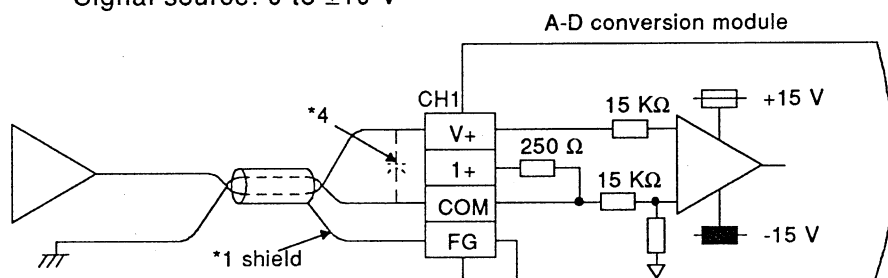 Signal source: 0 to ±10 V
A-D conversion module
CH1
*4
V+
15 KΩ
+15 V
250 Ω
1+
15 KΩ
COM
FG
-15 V
*1 shield